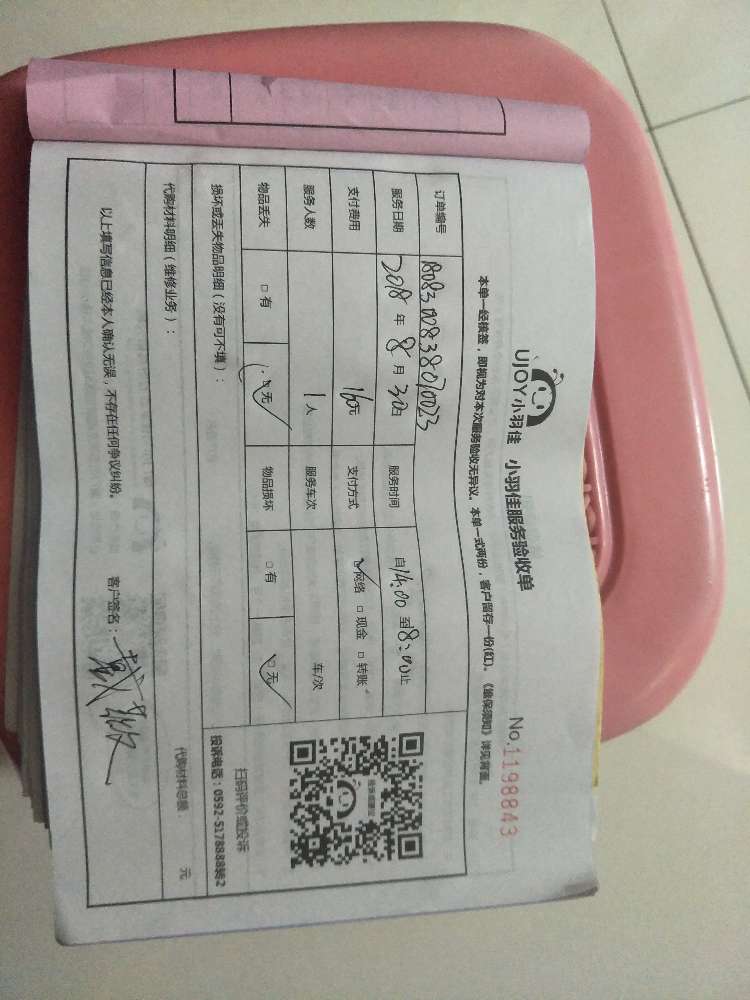 UJOY小羽佳 小羽佳服务验收单
No.1198843
本单一经核签，即视为对本次服务验收无异议。本单一式两份，客户留存一份(红)。《维保须知》详见背面。
订单编号
服务日期 2018 年 8 月 30日 服务时间 自14:00 至18:00止
支付费用 160元 支付方式 ☑网络 □ 现金 □ 转账
服务人数 1 人 服务车次 车/次
物品丢失 □ 有 ☑无 物品损坏 □ 有 ☑无
扫码评价或投诉
投诉电话：0592-5178888转2
损坏或丢失物品明细（没有可不填）：
代购材料明细（维修业务）： 代购材料总额： 元
以上填写信息已经本人确认无误，不存在任何争议纠纷。 客户签名：